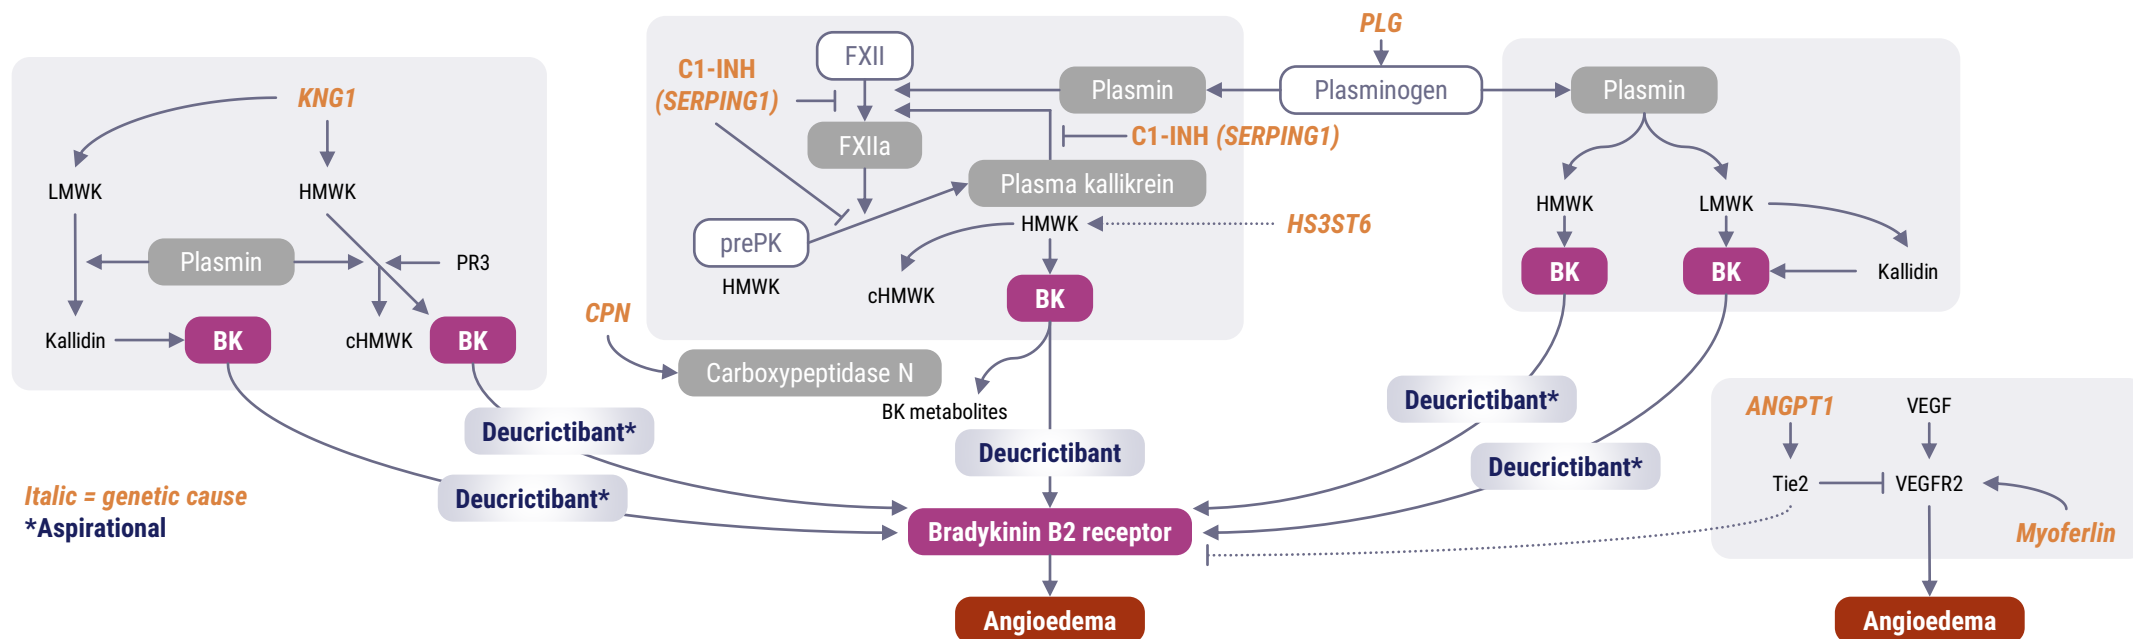 KNG1
LMWK
HMWK
Plasmin
PR3
Kallidin
BK
cHMWK
BK
Deucrictibant*
Deucrictibant*
Italic = genetic cause
*Aspirational
FXII
C1-INH
(SERPING1)
Plasmin
FXIIa
C1-INH (SERPING1)
Plasma kallikrein
prePK
HMWK
HMWK
HS3ST6
cHMWK
BK
CPN
Carboxypeptidase N
BK metabolites
Deucrictibant
Bradykinin B2 receptor
Angioedema
PLG
Plasminogen
Plasmin
HMWK
LMWK
BK
BK
Kallidin
Deucrictibant*
Deucrictibant*
ANGPT1
VEGF
Tie2
VEGFR2
Myoferlin
Angioedema